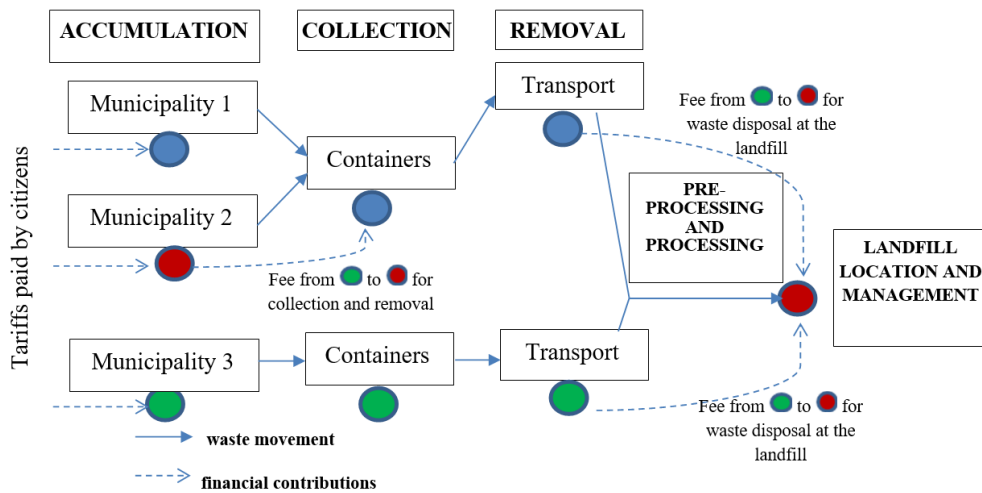 ACCUMULATION
COLLECTION
REMOVAL
Municipality 1
Transport
Fee from to for
waste disposal at the
landfill
Containers
PRE-
PROCESSING
AND
PROCESSING
Municipality 2
LANDFILL
LOCATION AND
MANAGEMENT
Fee from to for
collection and removal
Tariffs paid by citizens
Municipality 3
Containers
Transport
Fee from to for
waste disposal at the
landfill
waste movement
financial contributions